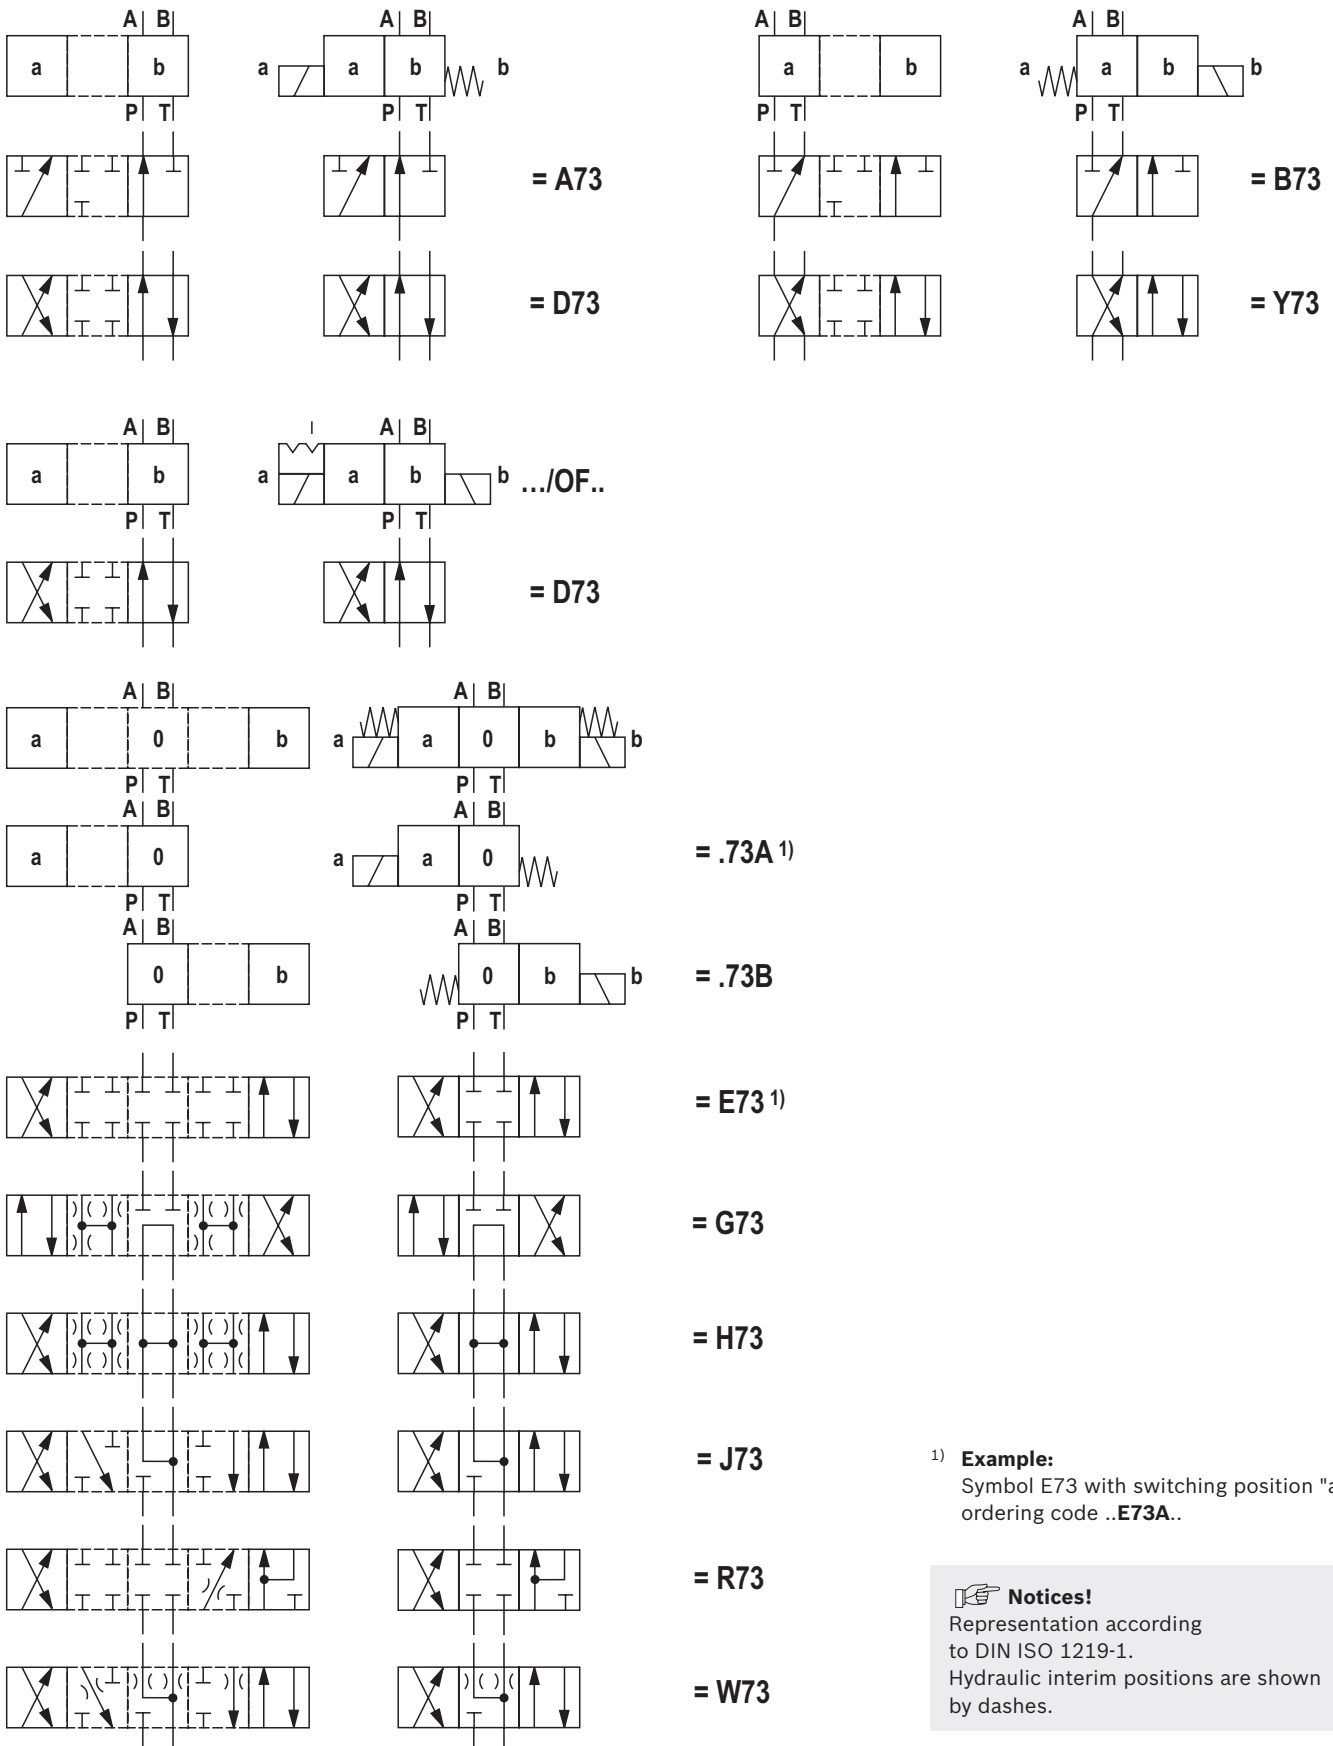 A B A B A B A B
a b a a b b a b a a b b
P T P T P T P T
= A73 = B73
= D73 = Y73
A B A B
a b a a b b .../OF..
P T P T
= D73
A B A B
a 0 b a a 0 b b
P T P T
A B A B
a 0 a a 0 = .73A 1)
P T P T
A B A B
0 b 0 b b = .73B
P T P T
= E73 1)
= G73
= H73
= J73
= R73
= W73
1) Example:
Symbol E73 with switching position "a
ordering code ..E73A..
Notices!
Representation according
to DIN ISO 1219-1.
Hydraulic interim positions are shown
by dashes.